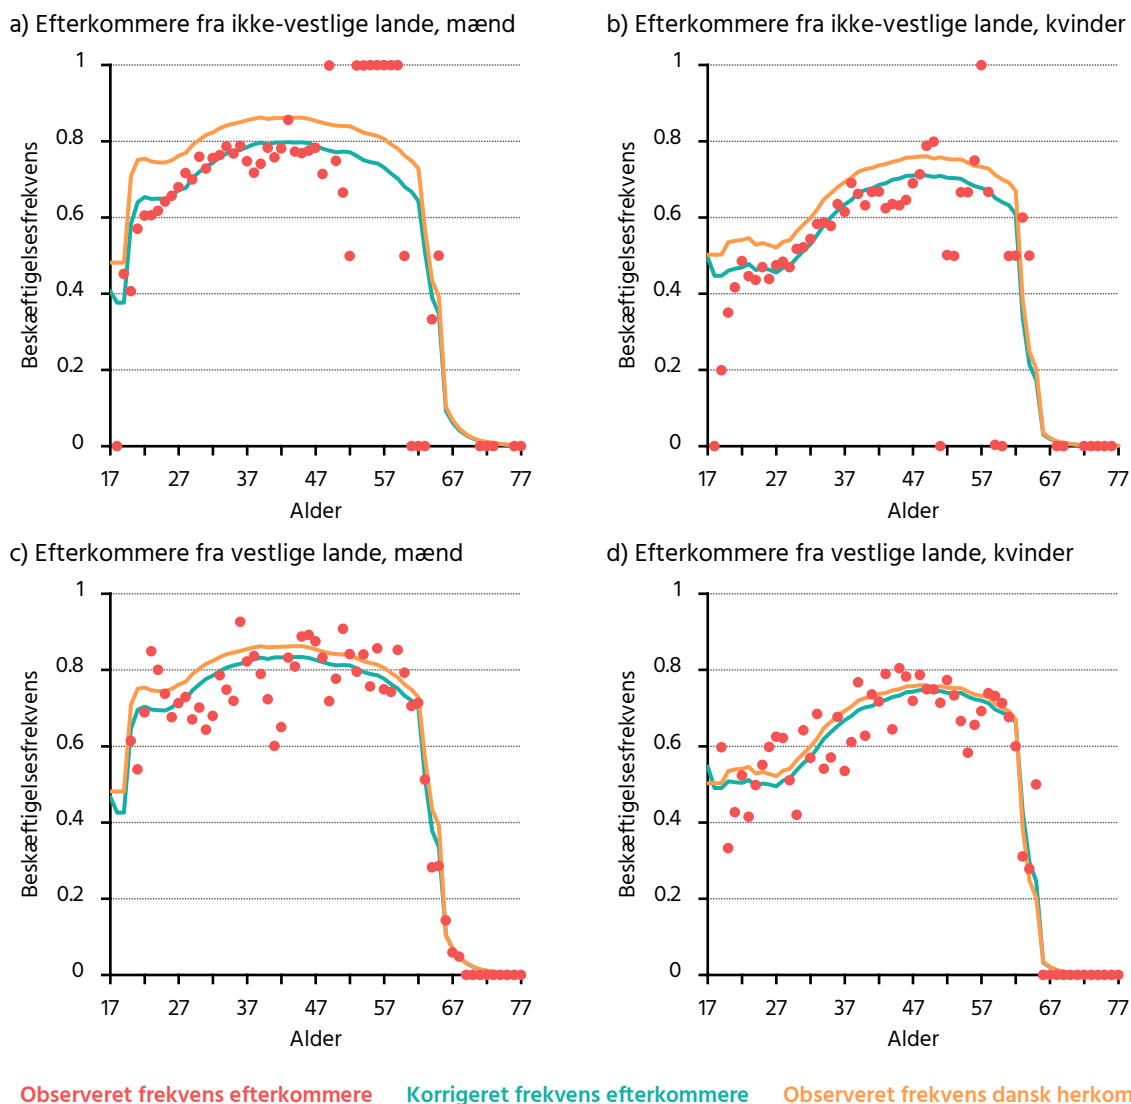 a) Efterkommere fra ikke-vestlige lande, mænd
1
0.8
0.6
0.4
0.2
0
Beskæftigelsesfrekvens
17 27 37 47 57 67 77
Alder
b) Efterkommere fra ikke-vestlige lande, kvinder
1
0.8
0.6
0.4
0.2
0
Beskæftigelsesfrekvens
17 27 37 47 57 67 77
Alder
c) Efterkommere fra vestlige lande, mænd
1
0.8
0.6
0.4
0.2
0
Beskæftigelsesfrekvens
17 27 37 47 57 67 77
Alder
d) Efterkommere fra vestlige lande, kvinder
1
0.8
0.6
0.4
0.2
0
Beskæftigelsesfrekvens
17 27 37 47 57 67 77
Alder
Observeret frekvens efterkommere Korrigeret frekvens efterkommere Observeret frekvens dansk herkom